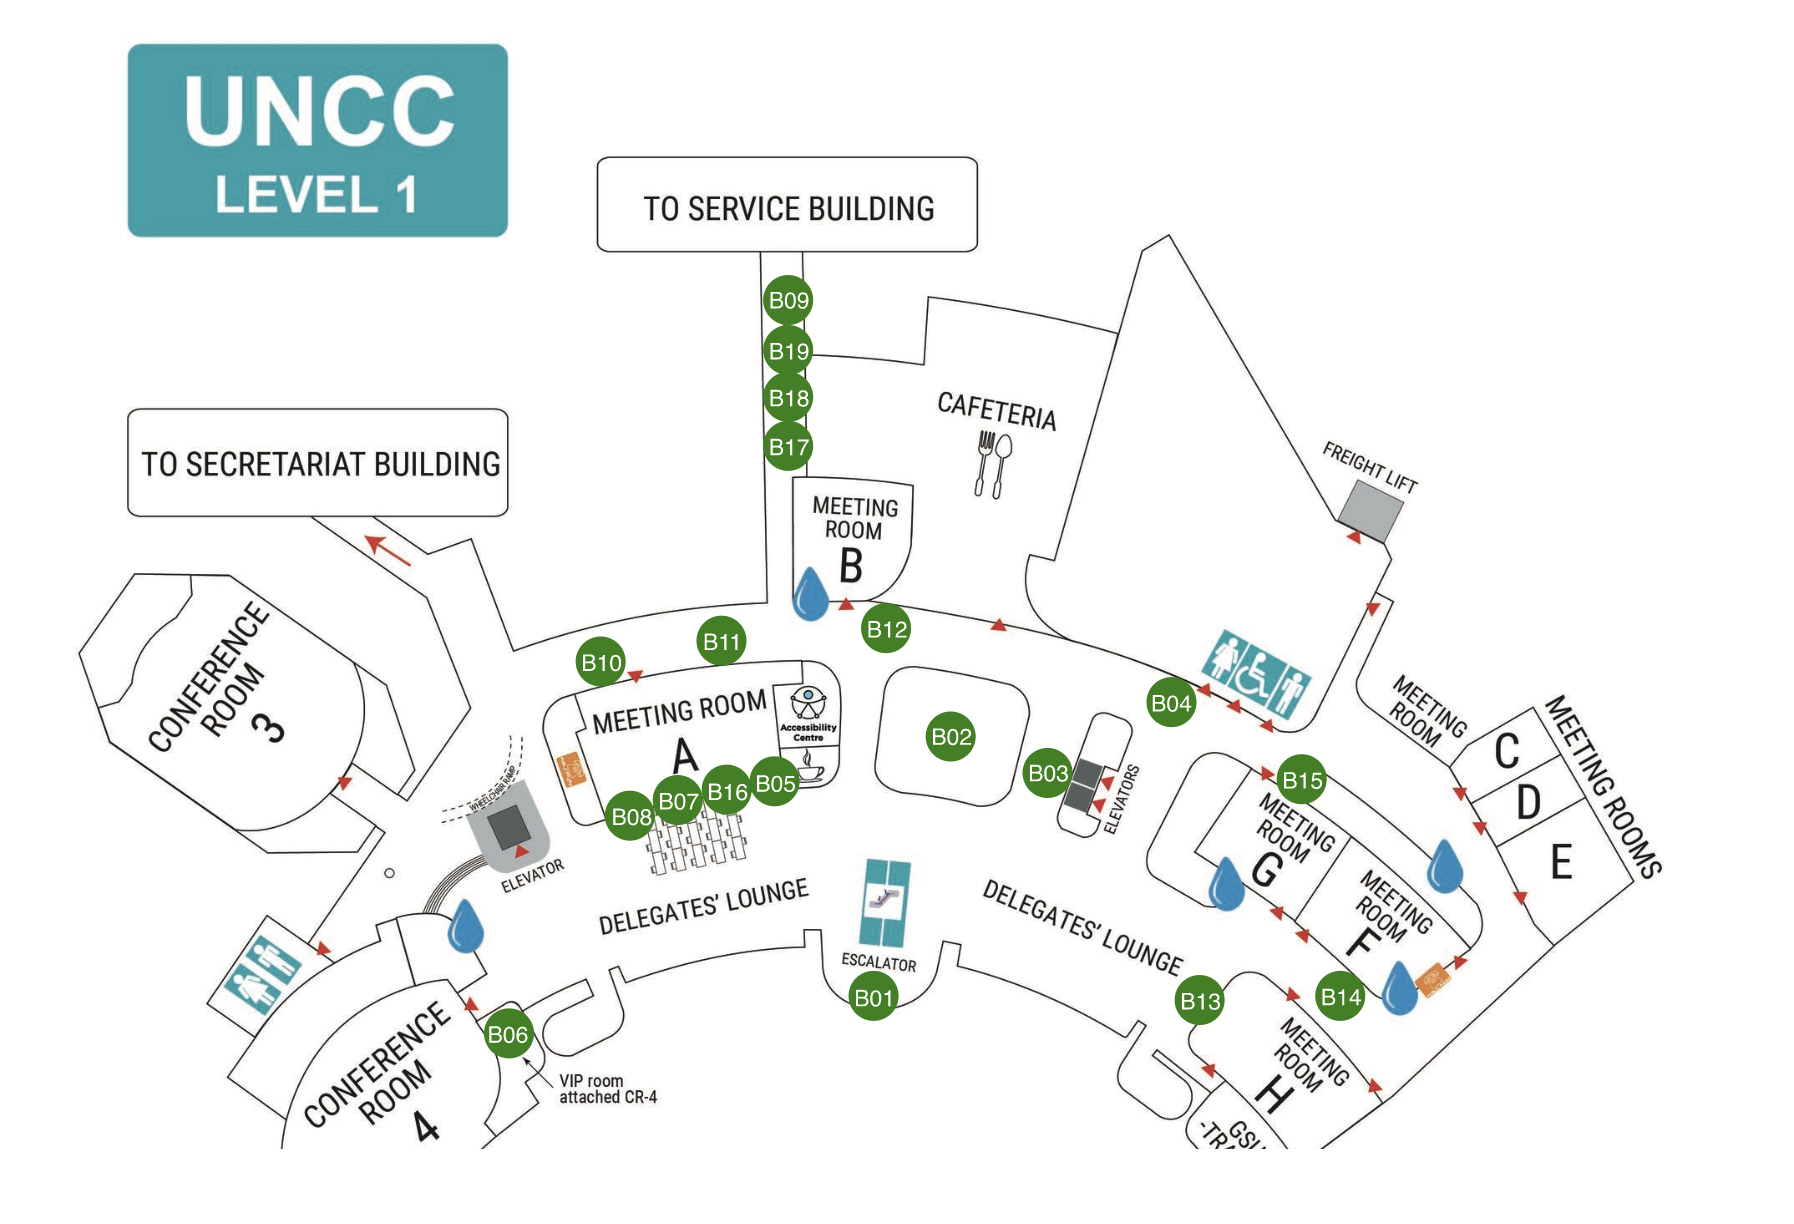 UNCC
LEVEL 1
TO SERVICE BUILDING
B09
B19
B18
B17
CAFETERIA
TO SECRETARIAT BUILDING
FREIGHT LIFT
MEETING
ROOM
B
B12
B11
B10
CONFERENCE
ROOM
3
MEETING ROOM
A
Accessibility
Centre
B05
B16
B07
B08
B02
B03
ELEVATORS
B04
B15
MEETING
ROOM
C
D
E
MEETING ROOMS
MEETING
ROOM
G
MEETING
ROOM
F
WHEELCHAIR RAMP
ELEVATOR
DELEGATES' LOUNGE
ESCALATOR
B01
DELEGATES' LOUNGE
B13
B14
MEETING
ROOM
H
CONFERENCE
ROOM
4
B06
VIP room
attached CR-4